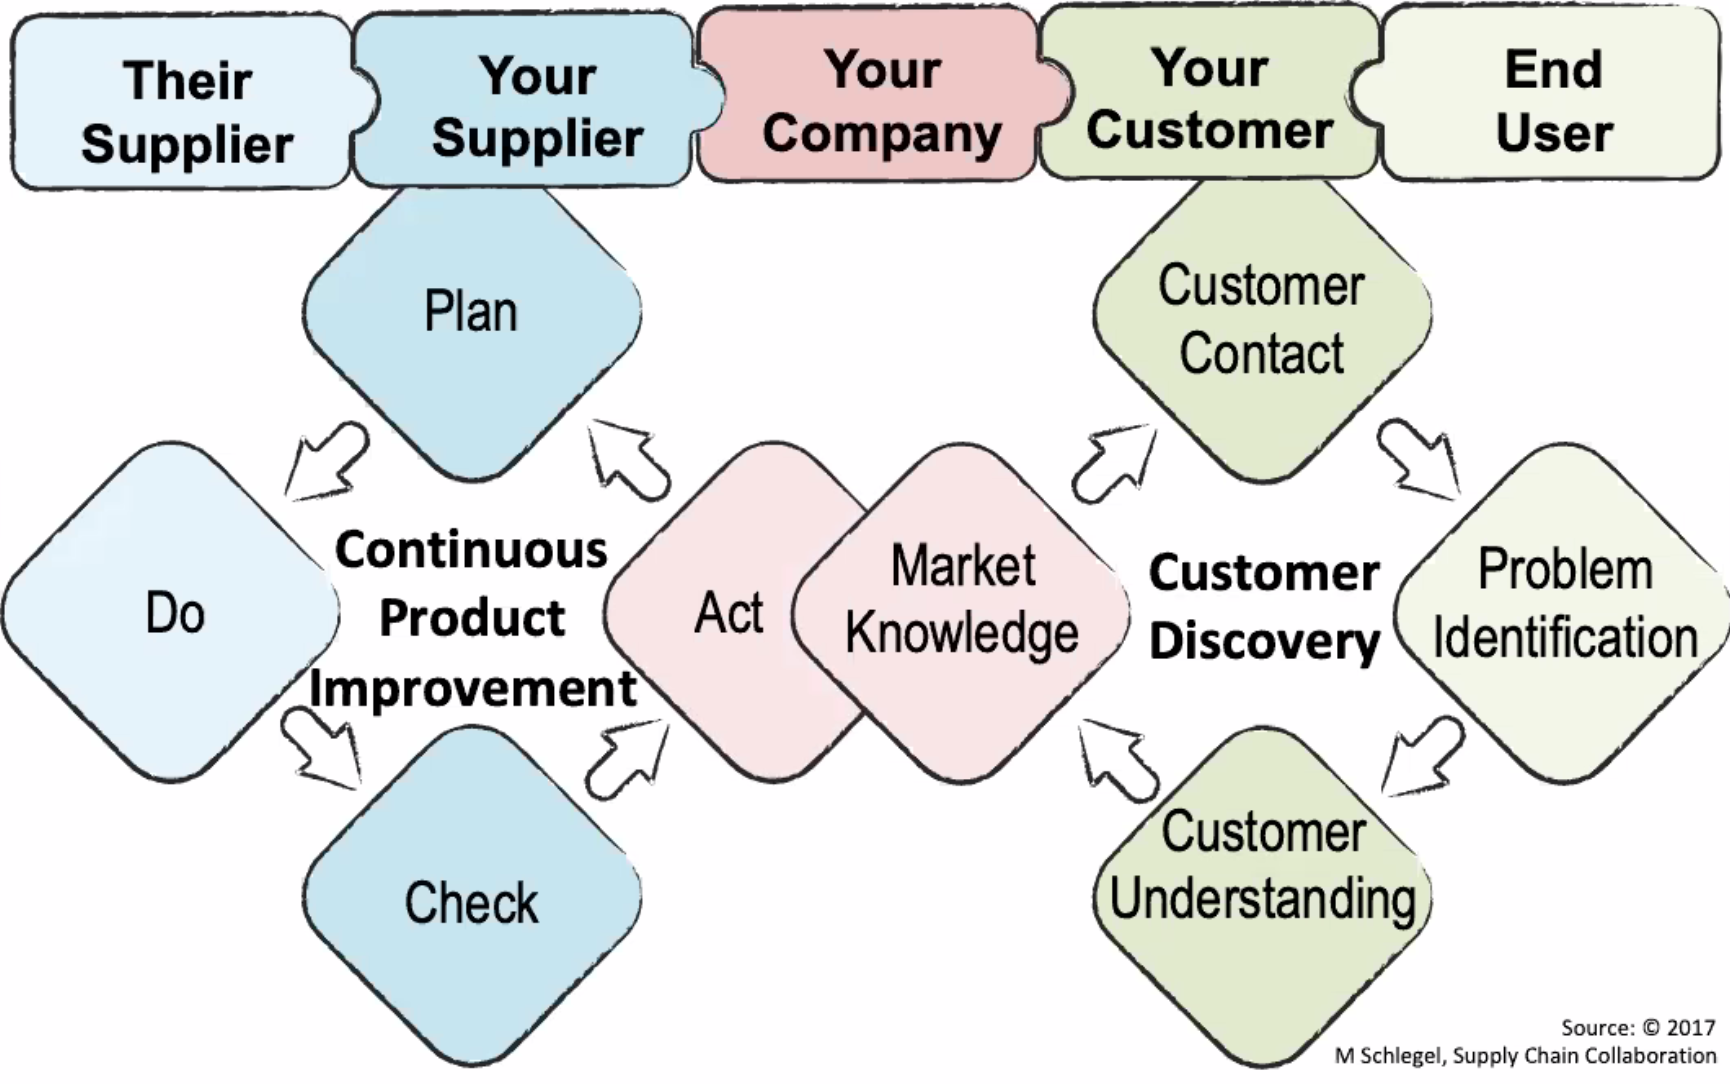 Their
Supplier
Your
Supplier
Your
Company
Your
Customer
End
User
Plan
Customer
Contact
Do
Continuous
Product
Improvement
Act
Market
Knowledge
Customer
Discovery
Problem
Identification
Check
Customer
Understanding
Source: © 2017
M Schlegel, Supply Chain Collaboration